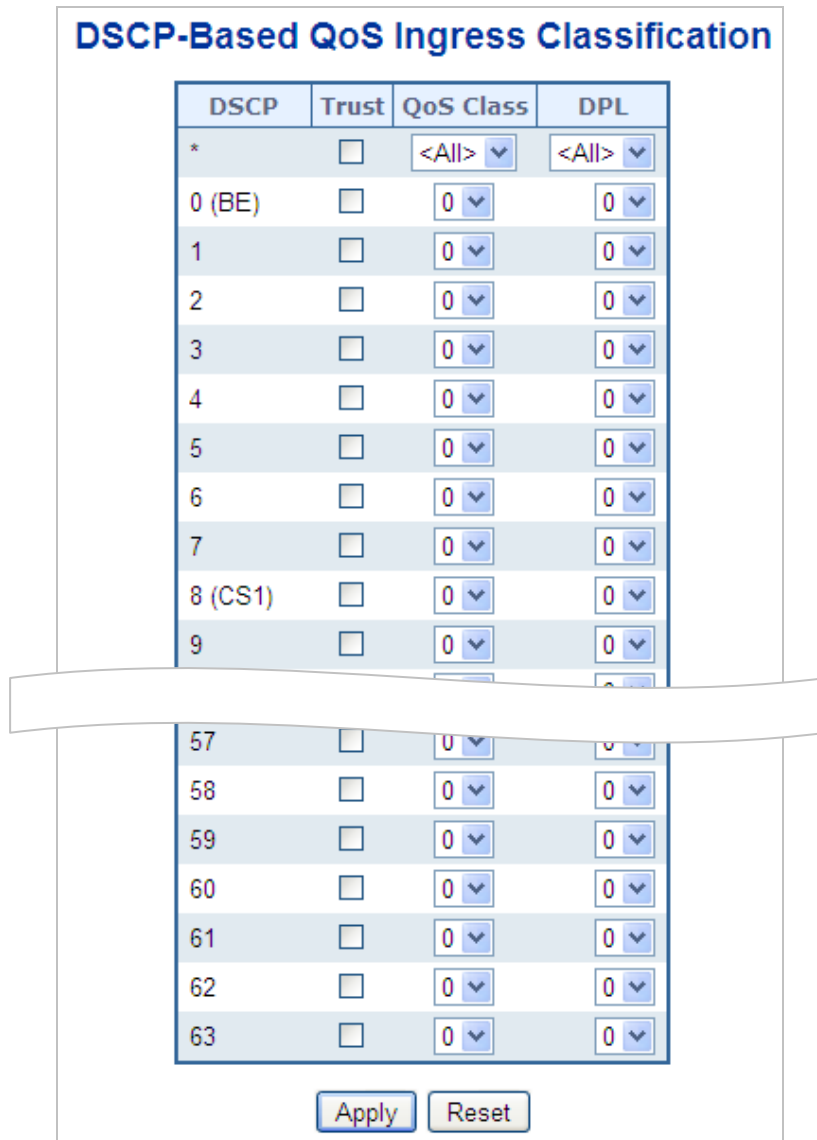 DSCP-Based QoS Ingress Classification
DSCP Trust QoS Class DPL
* <All> <All>
0 (BE) 0 0
1 0 0
2 0 0
3 0 0
4 0 0
5 0 0
6 0 0
7 0 0
8 (CS1) 0 0
9 0 0
57 0 0
58 0 0
59 0 0
60 0 0
61 0 0
62 0 0
63 0 0
Apply Reset